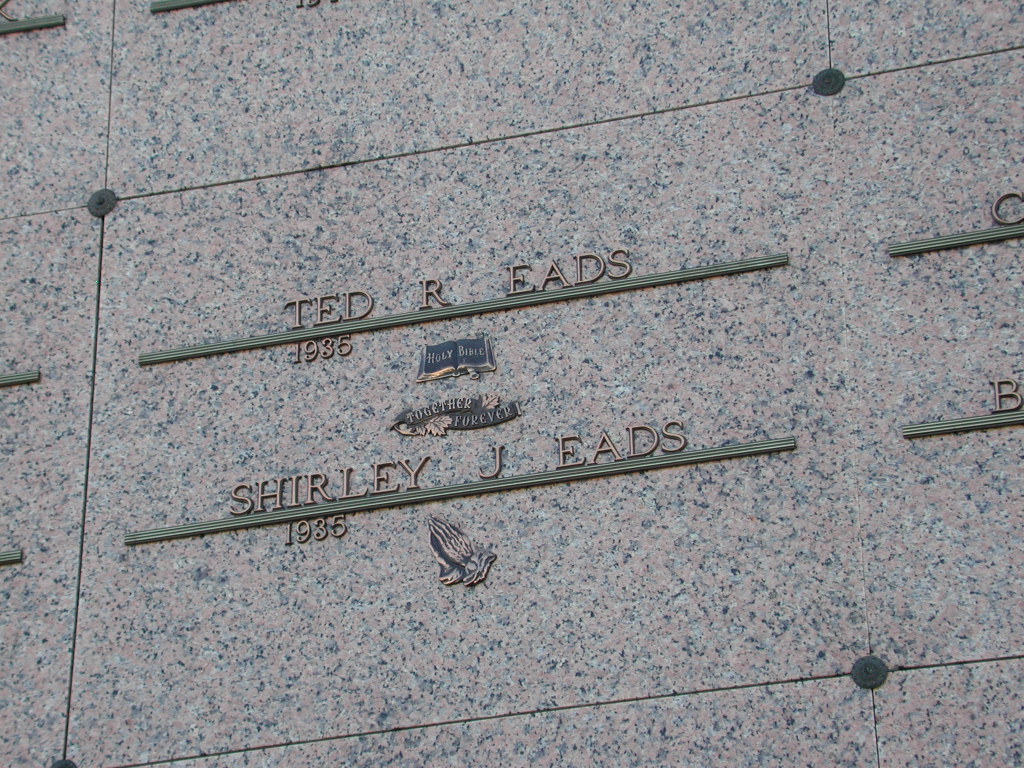 TED R EADS
1935
HOLY BIBLE
TOGETHER
FOREVER
SHIRLEY J EADS
1935
C
B